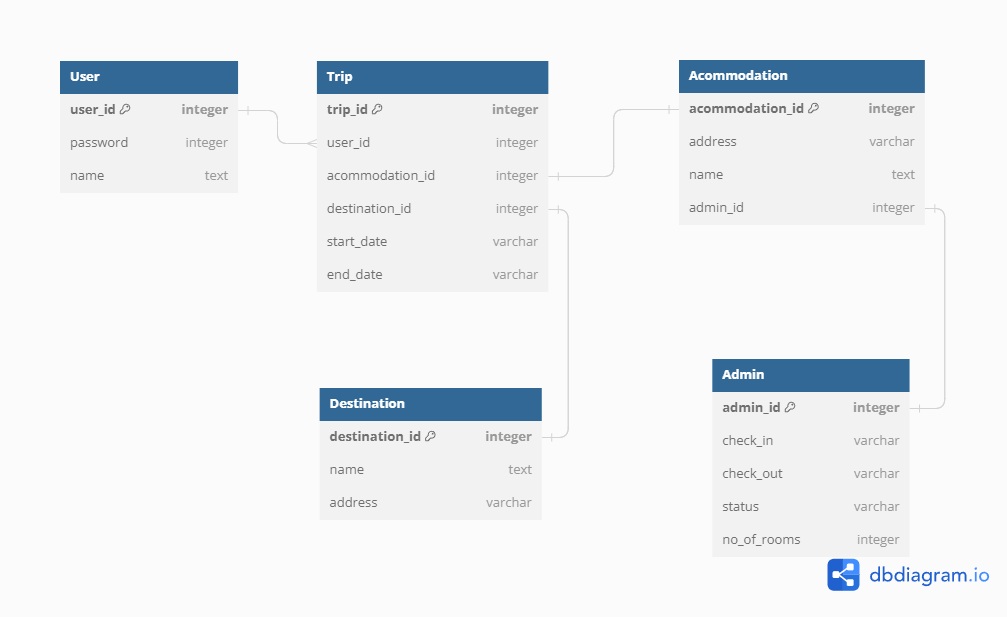 User
user_id integer
password integer
name text
Trip
trip_id integer
user_id integer
acommodation_id integer
destination_id integer
start_date varchar
end_date varchar
Acommodation
acommodation_id integer
address varchar
name text
admin_id integer
Destination
destination_id integer
name text
address varchar
Admin
admin_id integer
check_in varchar
check_out varchar
status varchar
no_of_rooms integer
dbdiagram.io